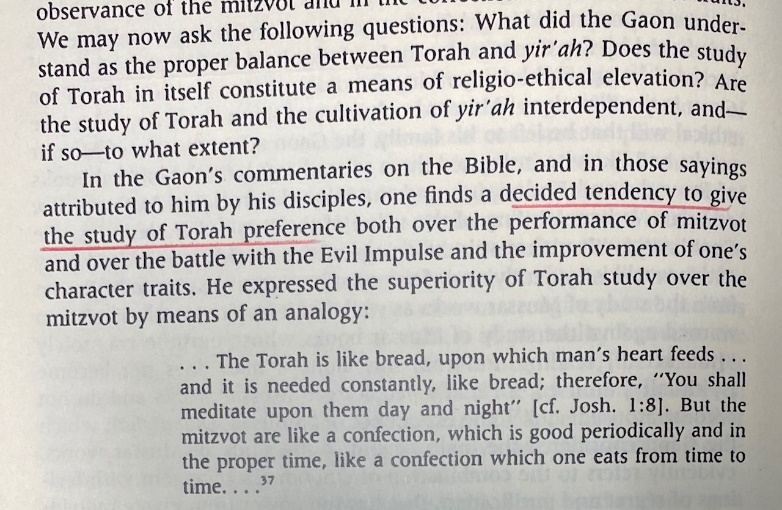 observance of the mitzvot and in the
We may now ask the following questions: What did the Gaon under-
stand as the proper balance between Torah and yir'ah? Does the study
of Torah in itself constitute a means of religio-ethical elevation? Are
the study of Torah and the cultivation of yir'ah interdependent, and—
if so—to what extent?
In the Gaon's commentaries on the Bible, and in those sayings
attributed to him by his disciples, one finds a decided tendency to give
the study of Torah preference both over the performance of mitzvot
and over the battle with the Evil Impulse and the improvement of one's
character traits. He expressed the superiority of Torah study over the
mitzvot by means of an analogy:
. . . The Torah is like bread, upon which man's heart feeds . . .
and it is needed constantly, like bread; therefore, "You shall
meditate upon them day and night" [cf. Josh. 1:8]. But the
mitzvot are like a confection, which is good periodically and in
the proper time, like a confection which one eats from time to
time. . . .37